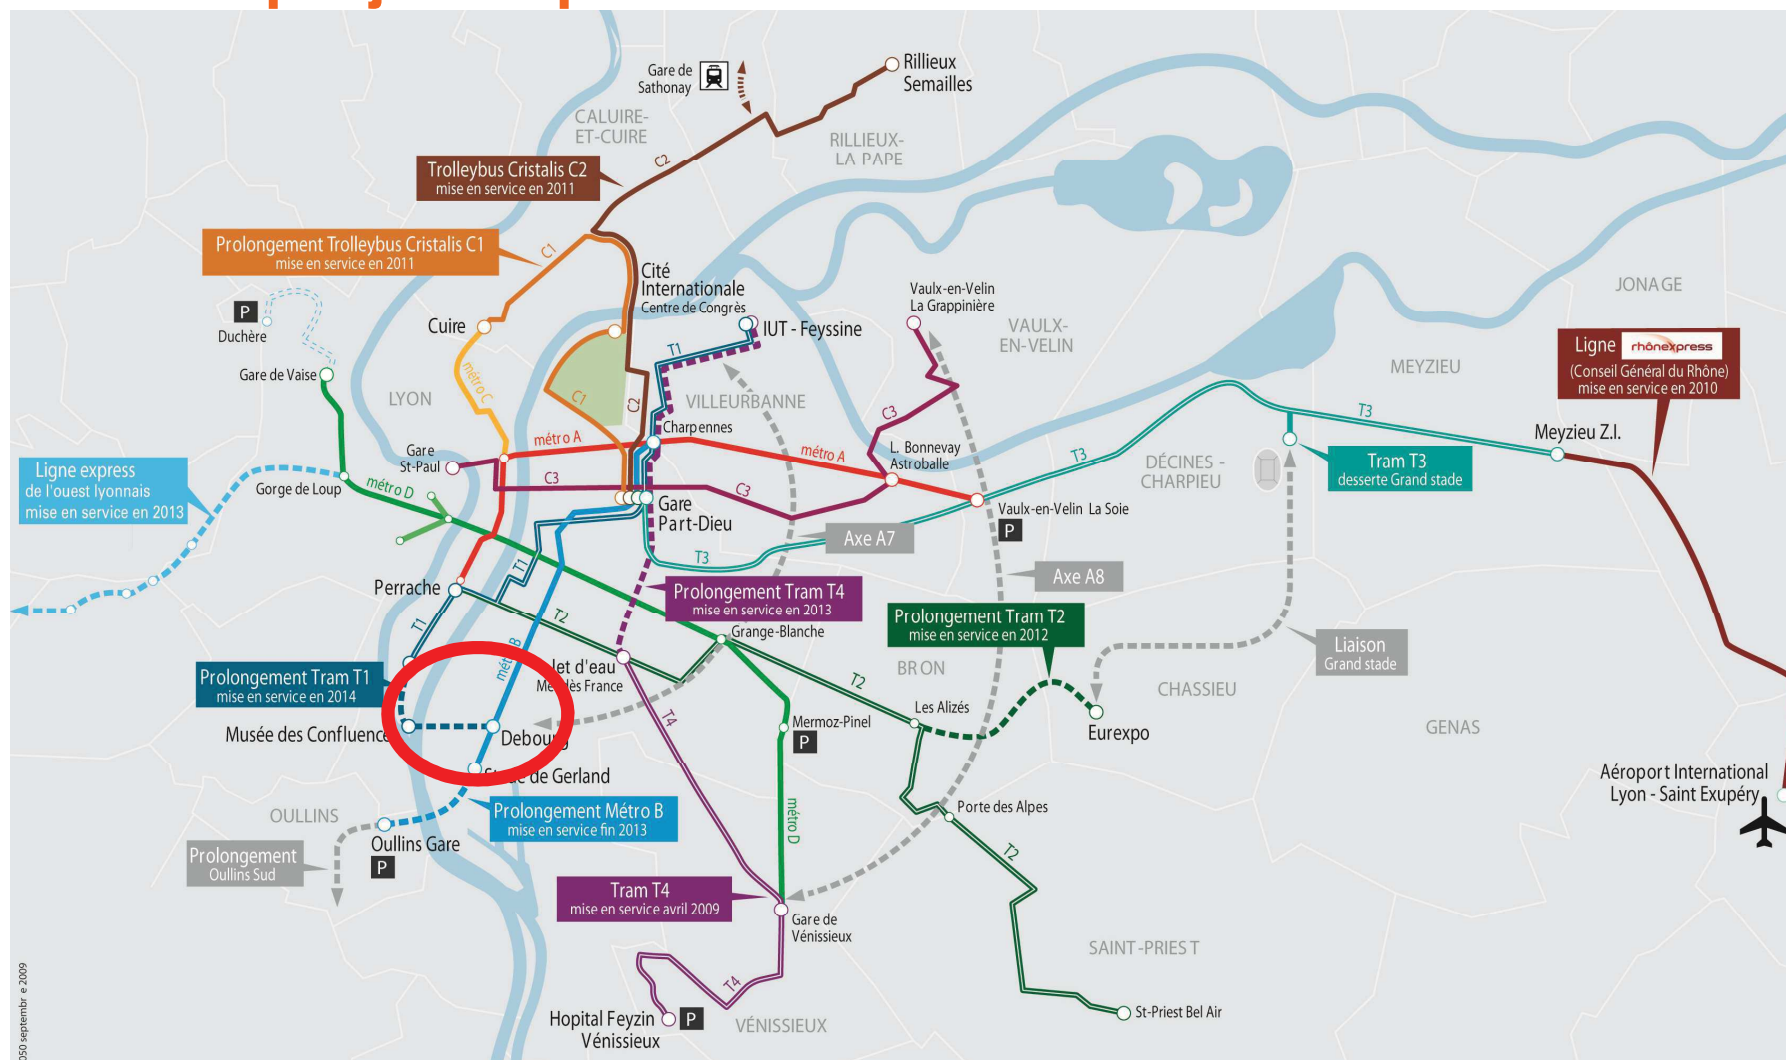 Rillieux
Semailles
Gare de
Sathonay
CALUIRE-
ET-CUIRE
RILLIEUX-
LA PAPE
C2
Trolleybus Cristalis C2
mise en service en 2011
Prolongement Trolleybus Cristalis C1
mise en service en 2011
C1
Cité
Internationale
Centre de Congrès
P
Duchère
Cuire
IUT - Feyssine
Vaulx-en-Velin
La Grappinière
VAULX-
EN-VELIN
JONAGE
MEYZIEU
Ligne rhônexpress
(Conseil Général du Rhône)
mise en service en 2010
Gare de Vaise
LYON
métro C
T1
C1
C2
VILLEURBANNE
Charpennes
C3
T3
Meyzieu Z.I.
Gare
St-Paul
métro A
métro A
L. Bonnevay
Astroballe
T3
DÉCINES -
CHARPIEU
Tram T3
desserte Grand stade
Ligne express
de l'ouest lyonnais
mise en service en 2013
Gorge de Loup
métro D
C3
C3
Gare
Part-Dieu
Vaulx-en-Velin La Soie
P
Axe A7
T3
T1
Axe A8
Perrache
Prolongement Tram T4
mise en service en 2013
Prolongement Tram T2
mise en service en 2012
T2
Grange-Blanche
T1
Liaison
Grand stade
BRON
Prolongement Tram T1
mise en service en 2014
Jet d'eau
France
T2
CHASSIEU
T4
Les Alizés
Mermoz-Pinel
P
Eurexpo
GENAS
Musée des Confluence
Debourg
de Gerland
Aéroport International
Lyon - Saint Exupéry
Prolongement Métro B
mise en service fin 2013
métro D
Porte des Alpes
OULLINS
Oullins Gare
P
Prolongement
Oullins Sud
T2
Tram T4
mise en service avril 2009
Gare de
Vénissieux
SAINT-PRIEST
T4
Hopital Feyzin
Vénissieux
P
VÉNISSIEUX
St-Priest Bel Air
050 septembr e 2009